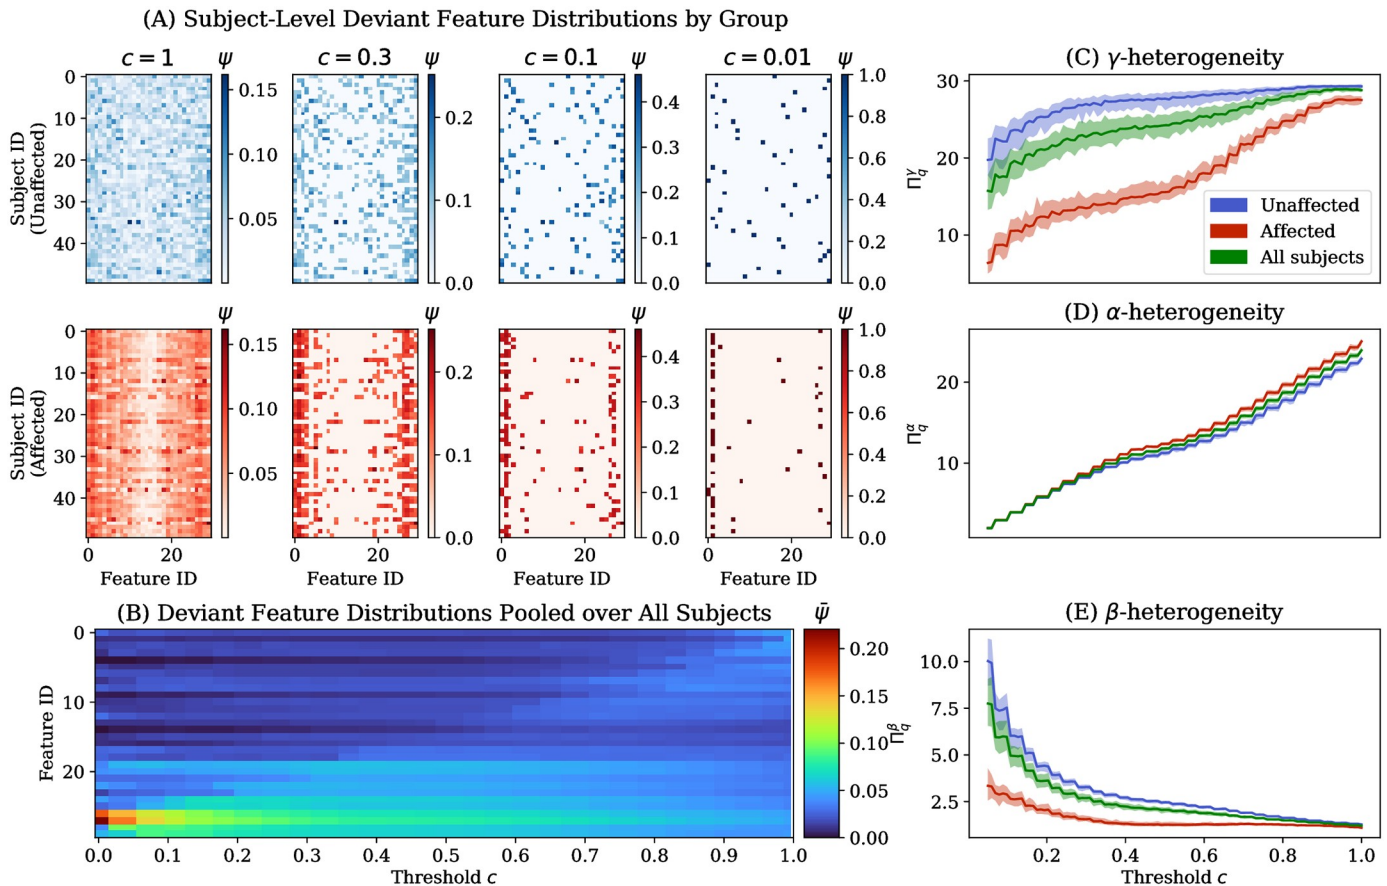 (A) Subject-Level Deviant Feature Distributions by Group
c = 1 ψ c = 0.3 ψ c = 0.1 ψ c = 0.01 ψ
Subject ID
(Unaffected)
0
10
20
30
40
0.15
0.10
0.05
0.2
0.1
0.0
0.4
0.3
0.2
0.1
0.0
1.0
0.8
0.6
0.4
0.2
0.0
ψ ψ ψ ψ
Subject ID
(Affected)
0
10
20
30
40
0.15
0.10
0.05
0.2
0.1
0.0
0.4
0.3
0.2
0.1
0.0
1.0
0.8
0.6
0.4
0.2
0.0
0 20 0 20 0 20 0 20
Feature ID Feature ID Feature ID Feature ID
(B) Deviant Feature Distributions Pooled over All Subjects ψ̄
Feature ID
0
10
20
0.20
0.15
0.10
0.05
0.00
0.0 0.1 0.2 0.3 0.4 0.5 0.6 0.7 0.8 0.9 1.0
Threshold c
(C) γ-heterogeneity
Π_q^γ
30
20
10
Unaffected
Affected
All subjects
(D) α-heterogeneity
Π_q^α
20
10
(E) β-heterogeneity
Π_q^β
10.0
7.5
5.0
2.5
0.2 0.4 0.6 0.8 1.0
Threshold c